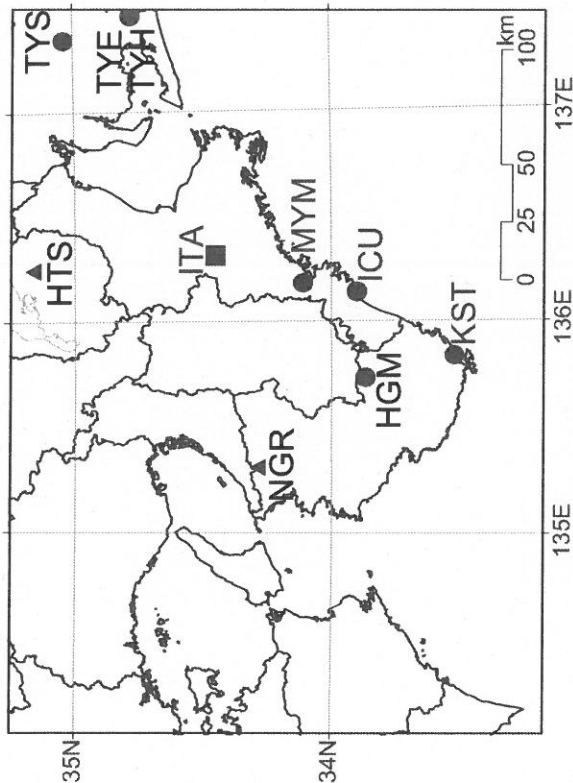 TYS
TYE
TYH
HTS
ITA
MYM
ICU
NGR
HGM
KST
35N
34N
135E
136E
137E
0 25 50 100
km